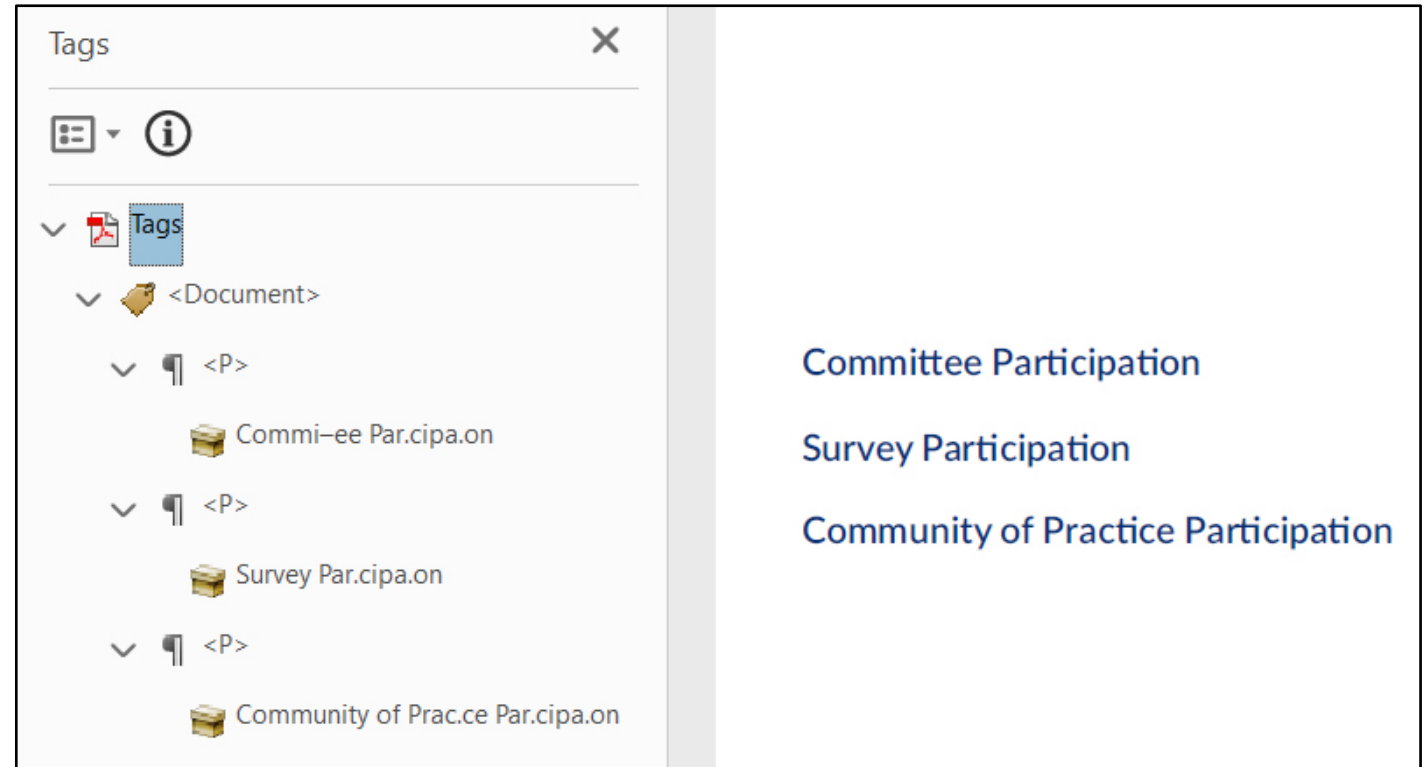 Tags
Tags
<Document>
<P>
Commi–ee Par.cipa.on
<P>
Survey Par.cipa.on
<P>
Community of Prac.ce Par.cipa.on
Committee Participation
Survey Participation
Community of Practice Participation